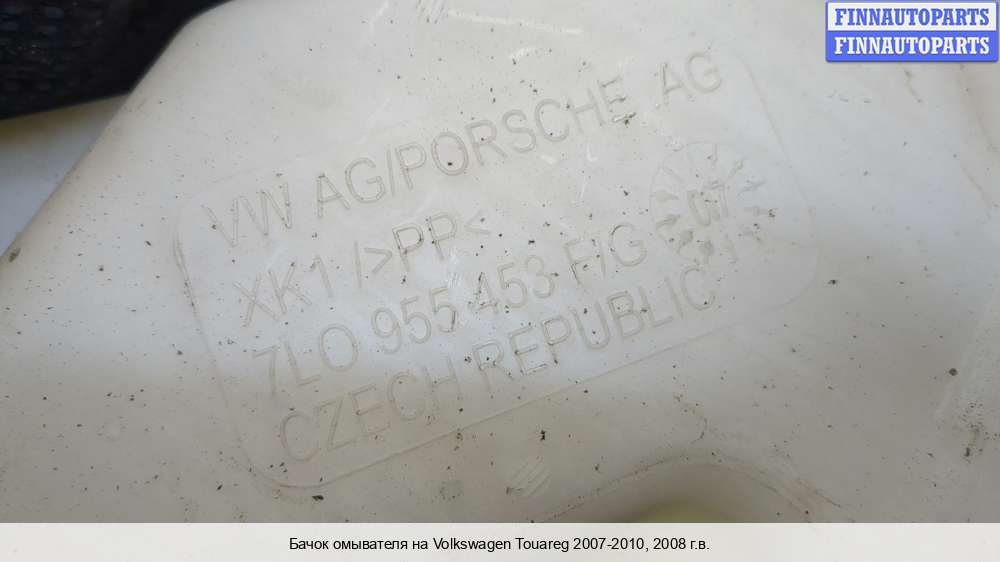 FINNAUTOPARTS
FINNAUTOPARTS
VW AG/PORSCHE AG
XK1 />PP<
7L0 955 453 F/G
07
CZECH REPUBLIC
Бачок омывателя на Volkswagen Touareg 2007-2010, 2008 г.в.